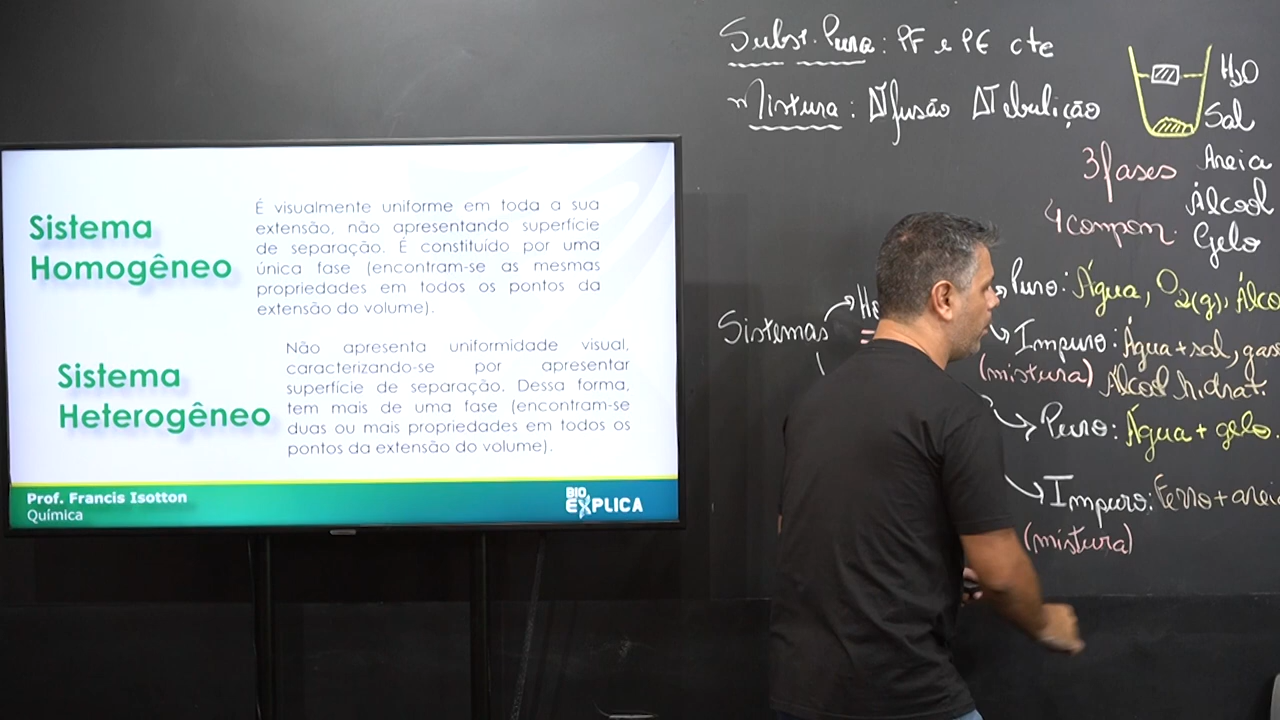 Sistema
Homogêneo
É visualmente uniforme em toda a sua
extensão, não apresentando superfície
de separação. É constituído por uma
única fase (encontram-se as mesmas
propriedades em todos os pontos da
extensão do volume).
Sistema
Heterogêneo
Não apresenta uniformidade visual,
caracterizando-se por apresentar
superfície de separação. Dessa forma,
tem mais de uma fase (encontram-se
duas ou mais propriedades em todos os
pontos da extensão do volume).
Prof. Francis Isotton
Química
BIO
EXPLICA
Subst. Pura: PF e PE cte
Mistura: ΔTfusão ΔTebulição
H₂O
Sal
Areia
Álcool
Gelo
3 fases
4 compon.
Sistemas
Puro: Água, O₂(g), Álco
Impuro: Água + sal, gas
(mistura) Álcool hidrat.
Puro: Água + gelo.
Impuro: Ferro + areia
(mistura)